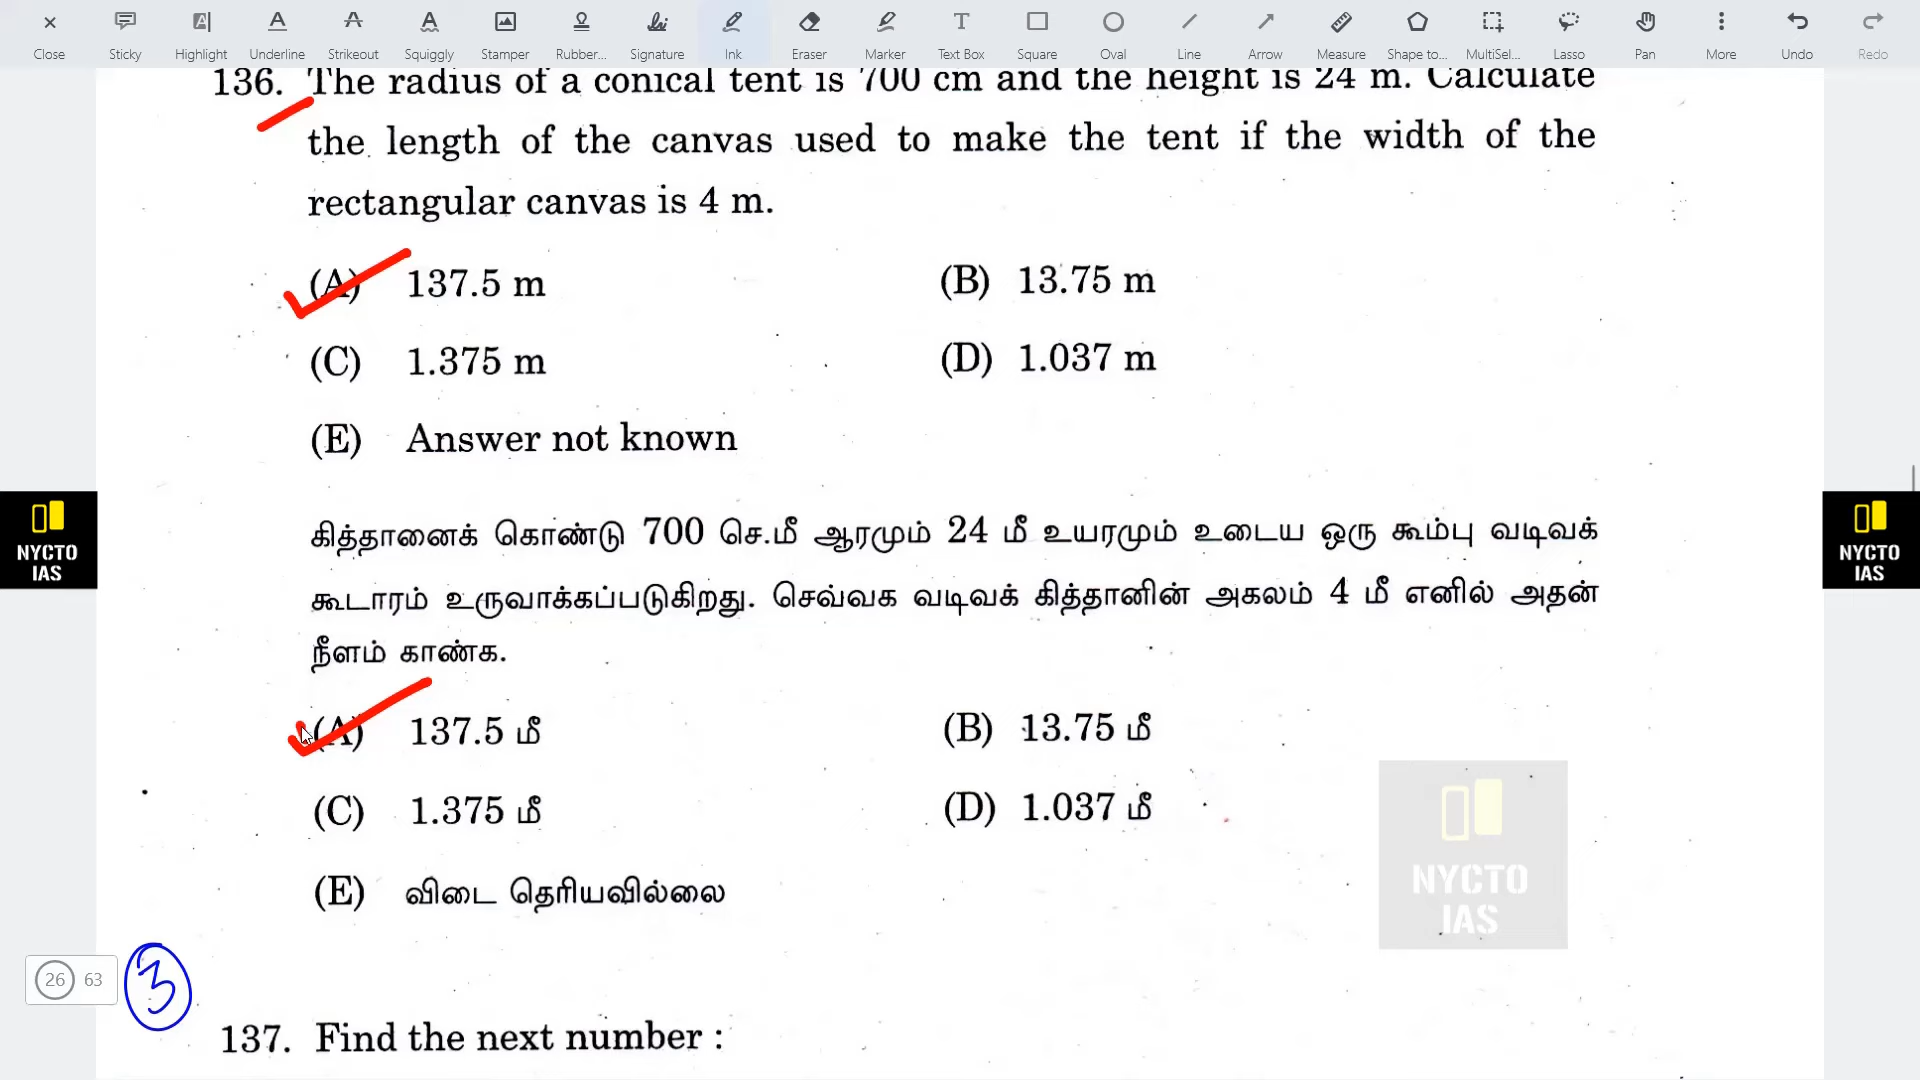 Close Sticky Highlight Underline Strikeout Squiggly Stamper Rubber... Signature Ink Eraser Marker Text Box Square Oval Line Arrow Measure Shape to... MultiSel... Lasso Pan More Undo Redo
136. The radius of a conical tent is 700 cm and the height is 24 m. Calculate
the length of the canvas used to make the tent if the width of the
rectangular canvas is 4 m.
(A) 137.5 m (B) 13.75 m
(C) 1.375 m (D) 1.037 m
(E) Answer not known
கித்தானைக் கொண்டு 700 செ.மீ ஆரமும் 24 மீ உயரமும் உடைய ஒரு கூம்பு வடிவக்
கூடாரம் உருவாக்கப்படுகிறது. செவ்வக வடிவக் கித்தானின் அகலம் 4 மீ எனில் அதன்
நீளம் காண்க.
(A) 137.5 மீ (B) 13.75 மீ
(C) 1.375 மீ (D) 1.037 மீ
(E) விடை தெரியவில்லை
NYCTO
IAS
NYCTO
IAS
NYCTO
IAS
26 63 3
137. Find the next number :